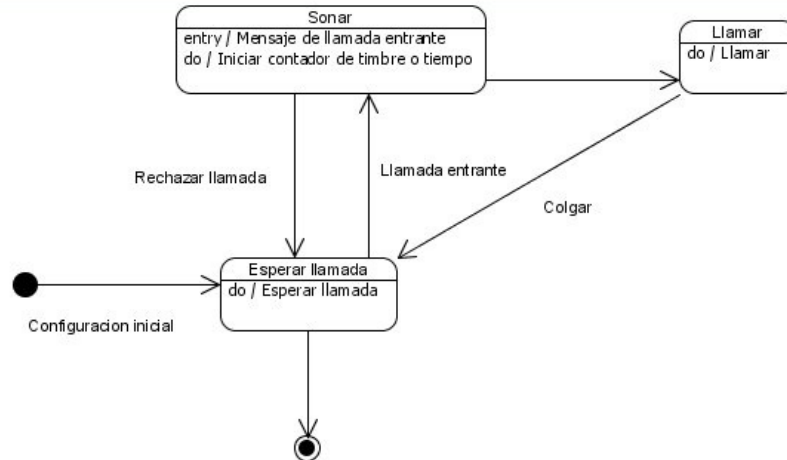 Sonar
entry / Mensaje de llamada entrante
do / Iniciar contador de timbre o tiempo
Llamar
do / Llamar
Rechazar llamada
Llamada entrante
Colgar
Esperar llamada
do / Esperar llamada
Configuracion inicial